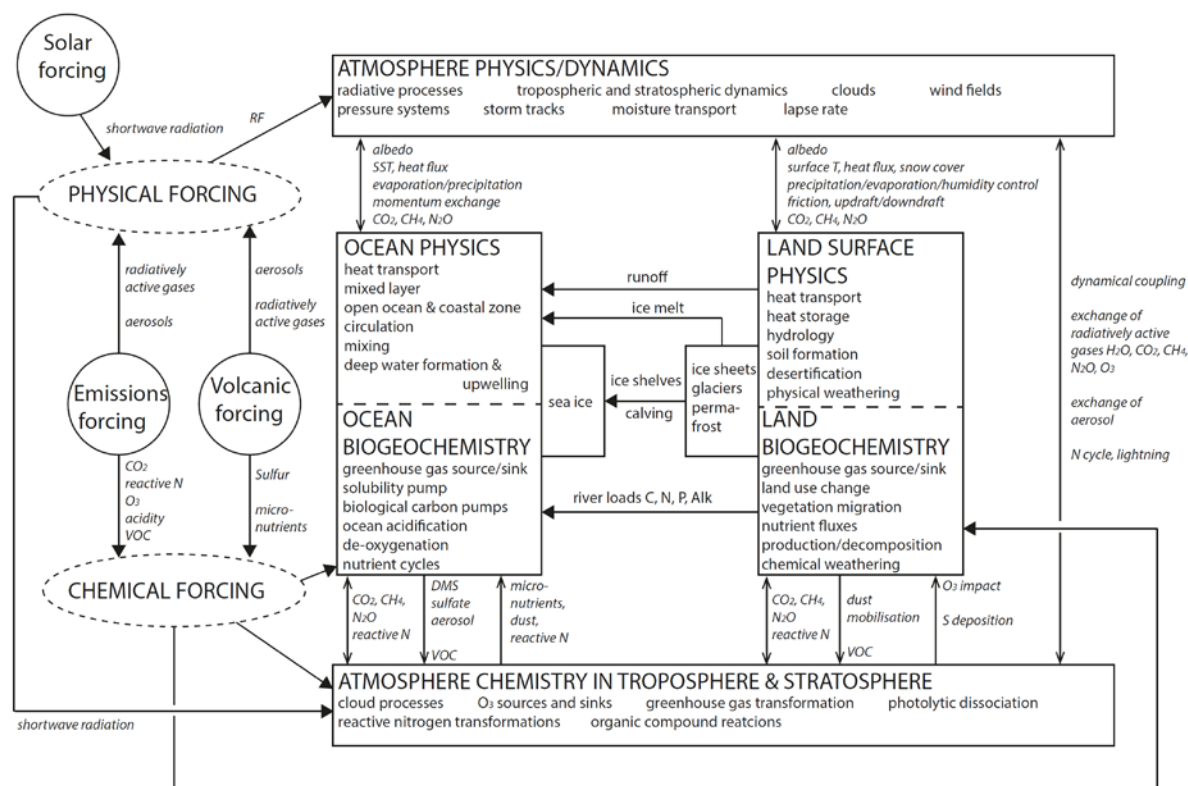 Solar
forcing
shortwave radiation
RF
PHYSICAL FORCING
radiatively
active gases
aerosols
aerosols
radiatively
active gases
Emissions
forcing
Volcanic
forcing
CO2
reactive N
O3
acidity
VOC
Sulfur
micro-
nutrients
CHEMICAL FORCING
shortwave radiation
ATMOSPHERE PHYSICS/DYNAMICS
radiative processes tropospheric and stratospheric dynamics clouds wind fields
pressure systems storm tracks moisture transport lapse rate
albedo
SST, heat flux
evaporation/precipitation
momentum exchange
CO2, CH4, N2O
albedo
surface T, heat flux, snow cover
precipitation/evaporation/humidity control
friction, updraft/downdraft
CO2, CH4, N2O
OCEAN PHYSICS
heat transport
mixed layer
open ocean & coastal zone
circulation
mixing
deep water formation &
upwelling
OCEAN
BIOGEOCHEMISTRY
greenhouse gas source/sink
solubility pump
biological carbon pumps
ocean acidification
de-oxygenation
nutrient cycles
runoff
ice melt
sea ice
ice shelves
calving
ice sheets
glaciers
perma-
frost
river loads C, N, P, Alk
LAND SURFACE
PHYSICS
heat transport
heat storage
hydrology
soil formation
desertification
physical weathering
LAND
BIOGEOCHEMISTRY
greenhouse gas source/sink
land use change
vegetation migration
nutrient fluxes
production/decomposition
chemical weathering
dynamical coupling
exchange of
radiatively active
gases H2O, CO2, CH4,
N2O, O3
exchange of
aerosol
N cycle, lightning
CO2, CH4,
N2O
reactive N
DMS
sulfate
aerosol
VOC
micro-
nutrients,
dust,
reactive N
CO2, CH4,
N2O
reactive N
dust
mobilisation
VOC
O3 impact
S deposition
ATMOSPHERE CHEMISTRY IN TROPOSPHERE & STRATOSPHERE
cloud processes O3 sources and sinks greenhouse gas transformation photolytic dissociation
reactive nitrogen transformations organic compound reatcions